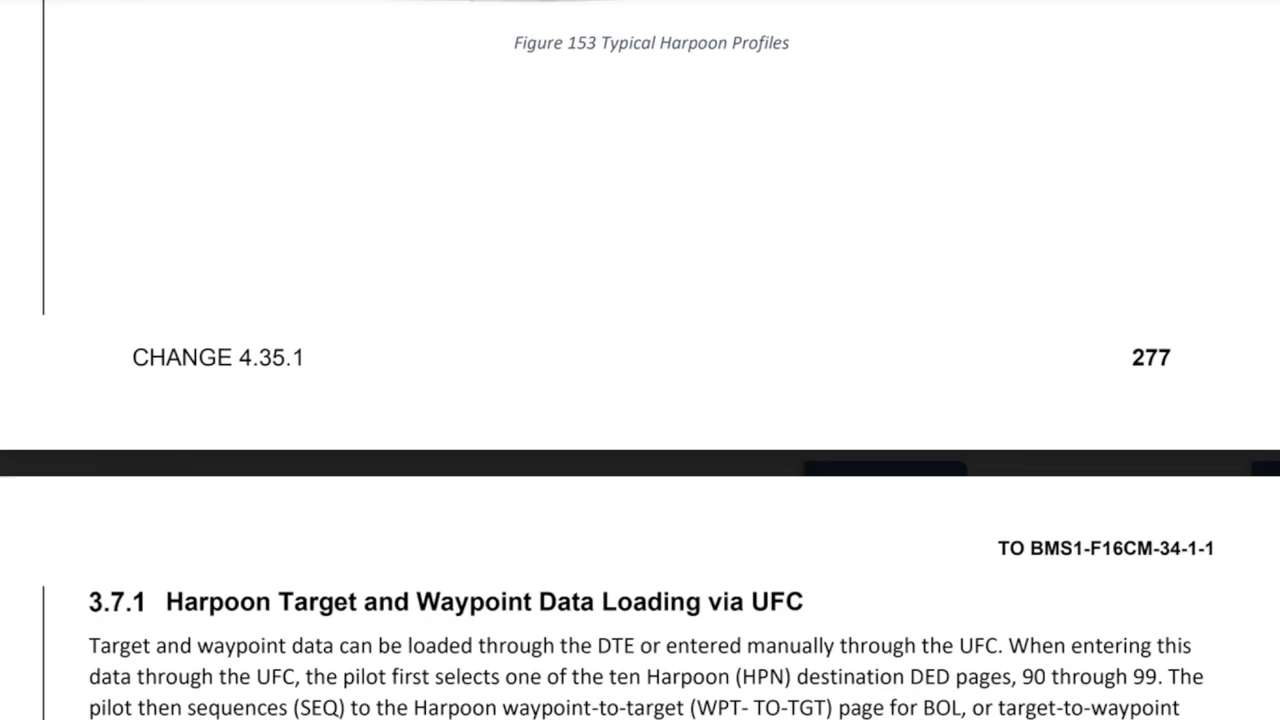 Figure 153 Typical Harpoon Profiles
CHANGE 4.35.1
277
TO BMS1-F16CM-34-1-1
3.7.1 Harpoon Target and Waypoint Data Loading via UFC
Target and waypoint data can be loaded through the DTE or entered manually through the UFC. When entering this
data through the UFC, the pilot first selects one of the ten Harpoon (HPN) destination DED pages, 90 through 99. The
pilot then sequences (SEQ) to the Harpoon waypoint-to-target (WPT- TO-TGT) page for BOL, or target-to-waypoint